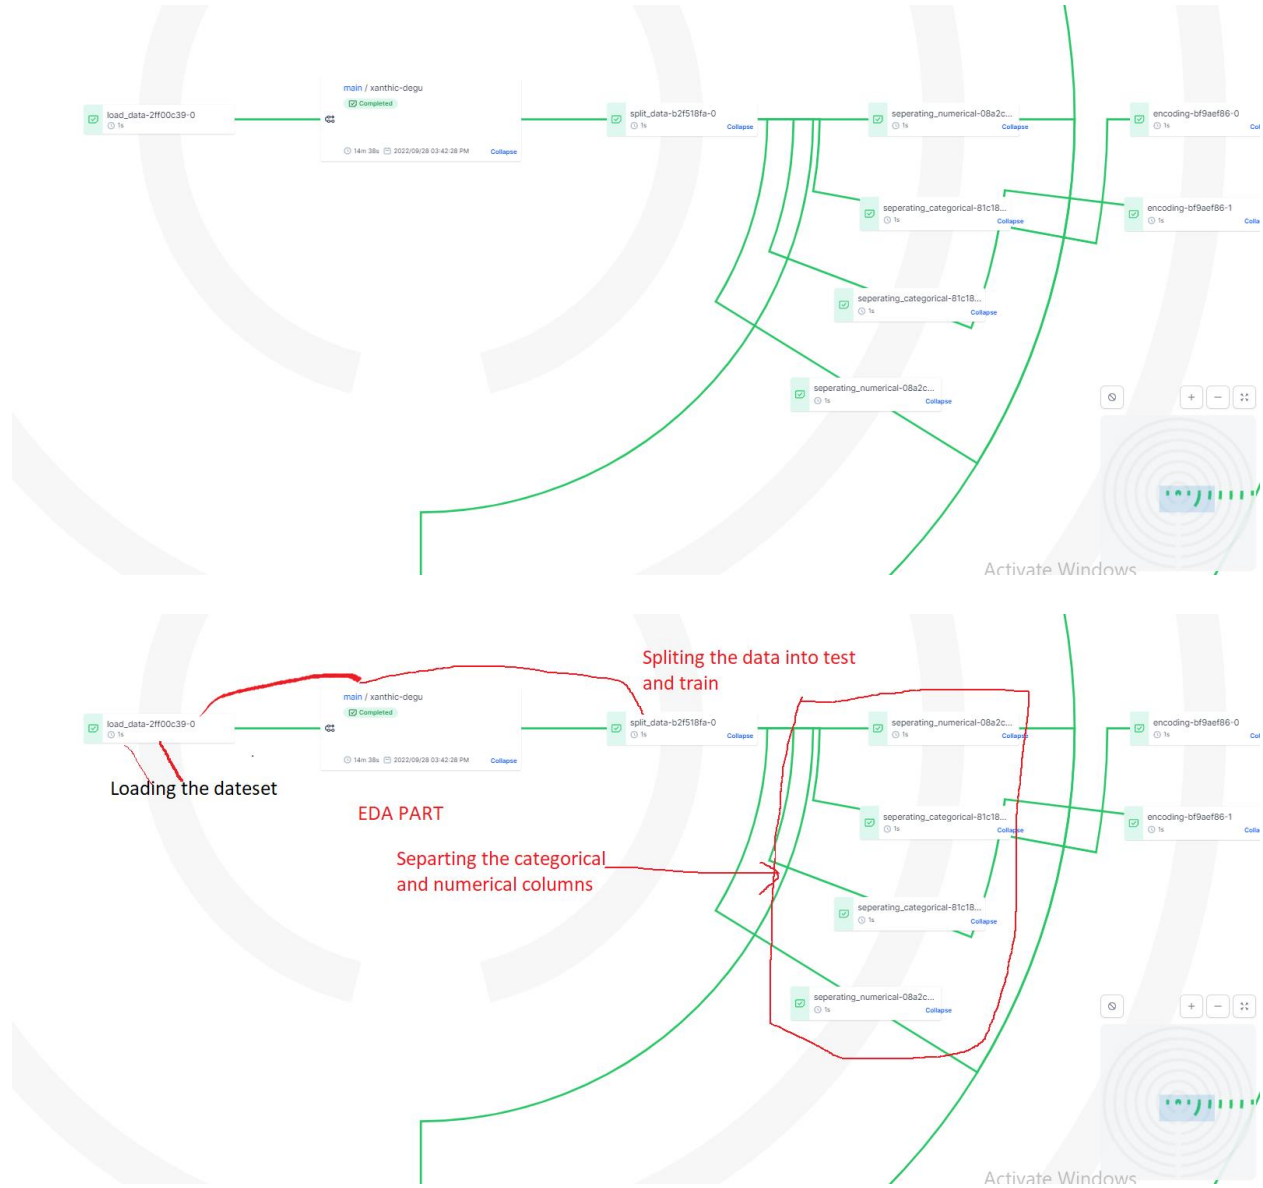 main / xanthic-degu
Completed
load_data-2ff00c39-0
1s
14m 38s 2022/09/28 03:42:28 PM Collapse
split_data-b2f518fa-0
1s
Collapse
seperating_numerical-08a2c...
1s
Collapse
encoding-bf9aef86-0
1s
Col
seperating_categorical-81c18...
1s
Collapse
encoding-bf9aef86-1
1s
Colla
seperating_categorical-81c18...
1s
Collapse
seperating_numerical-08a2c...
1s
Collapse
Activate Windows
Spliting the data into test
and train
main / xanthic-degu
Completed
load_data-2ff00c39-0
1s
14m 38s 2022/09/28 03:42:28 PM Collapse
split_data-b2f518fa-0
1s
Collapse
seperating_numerical-08a2c...
1s
Collapse
encoding-bf9aef86-0
1s
Col
Loading the dateset
EDA PART
seperating_categorical-81c18...
1s
Collapse
encoding-bf9aef86-1
1s
Colla
Separting the categorical
and numerical columns
seperating_categorical-81c18...
1s
Collapse
seperating_numerical-08a2c...
1s
Collapse
Activate Windows